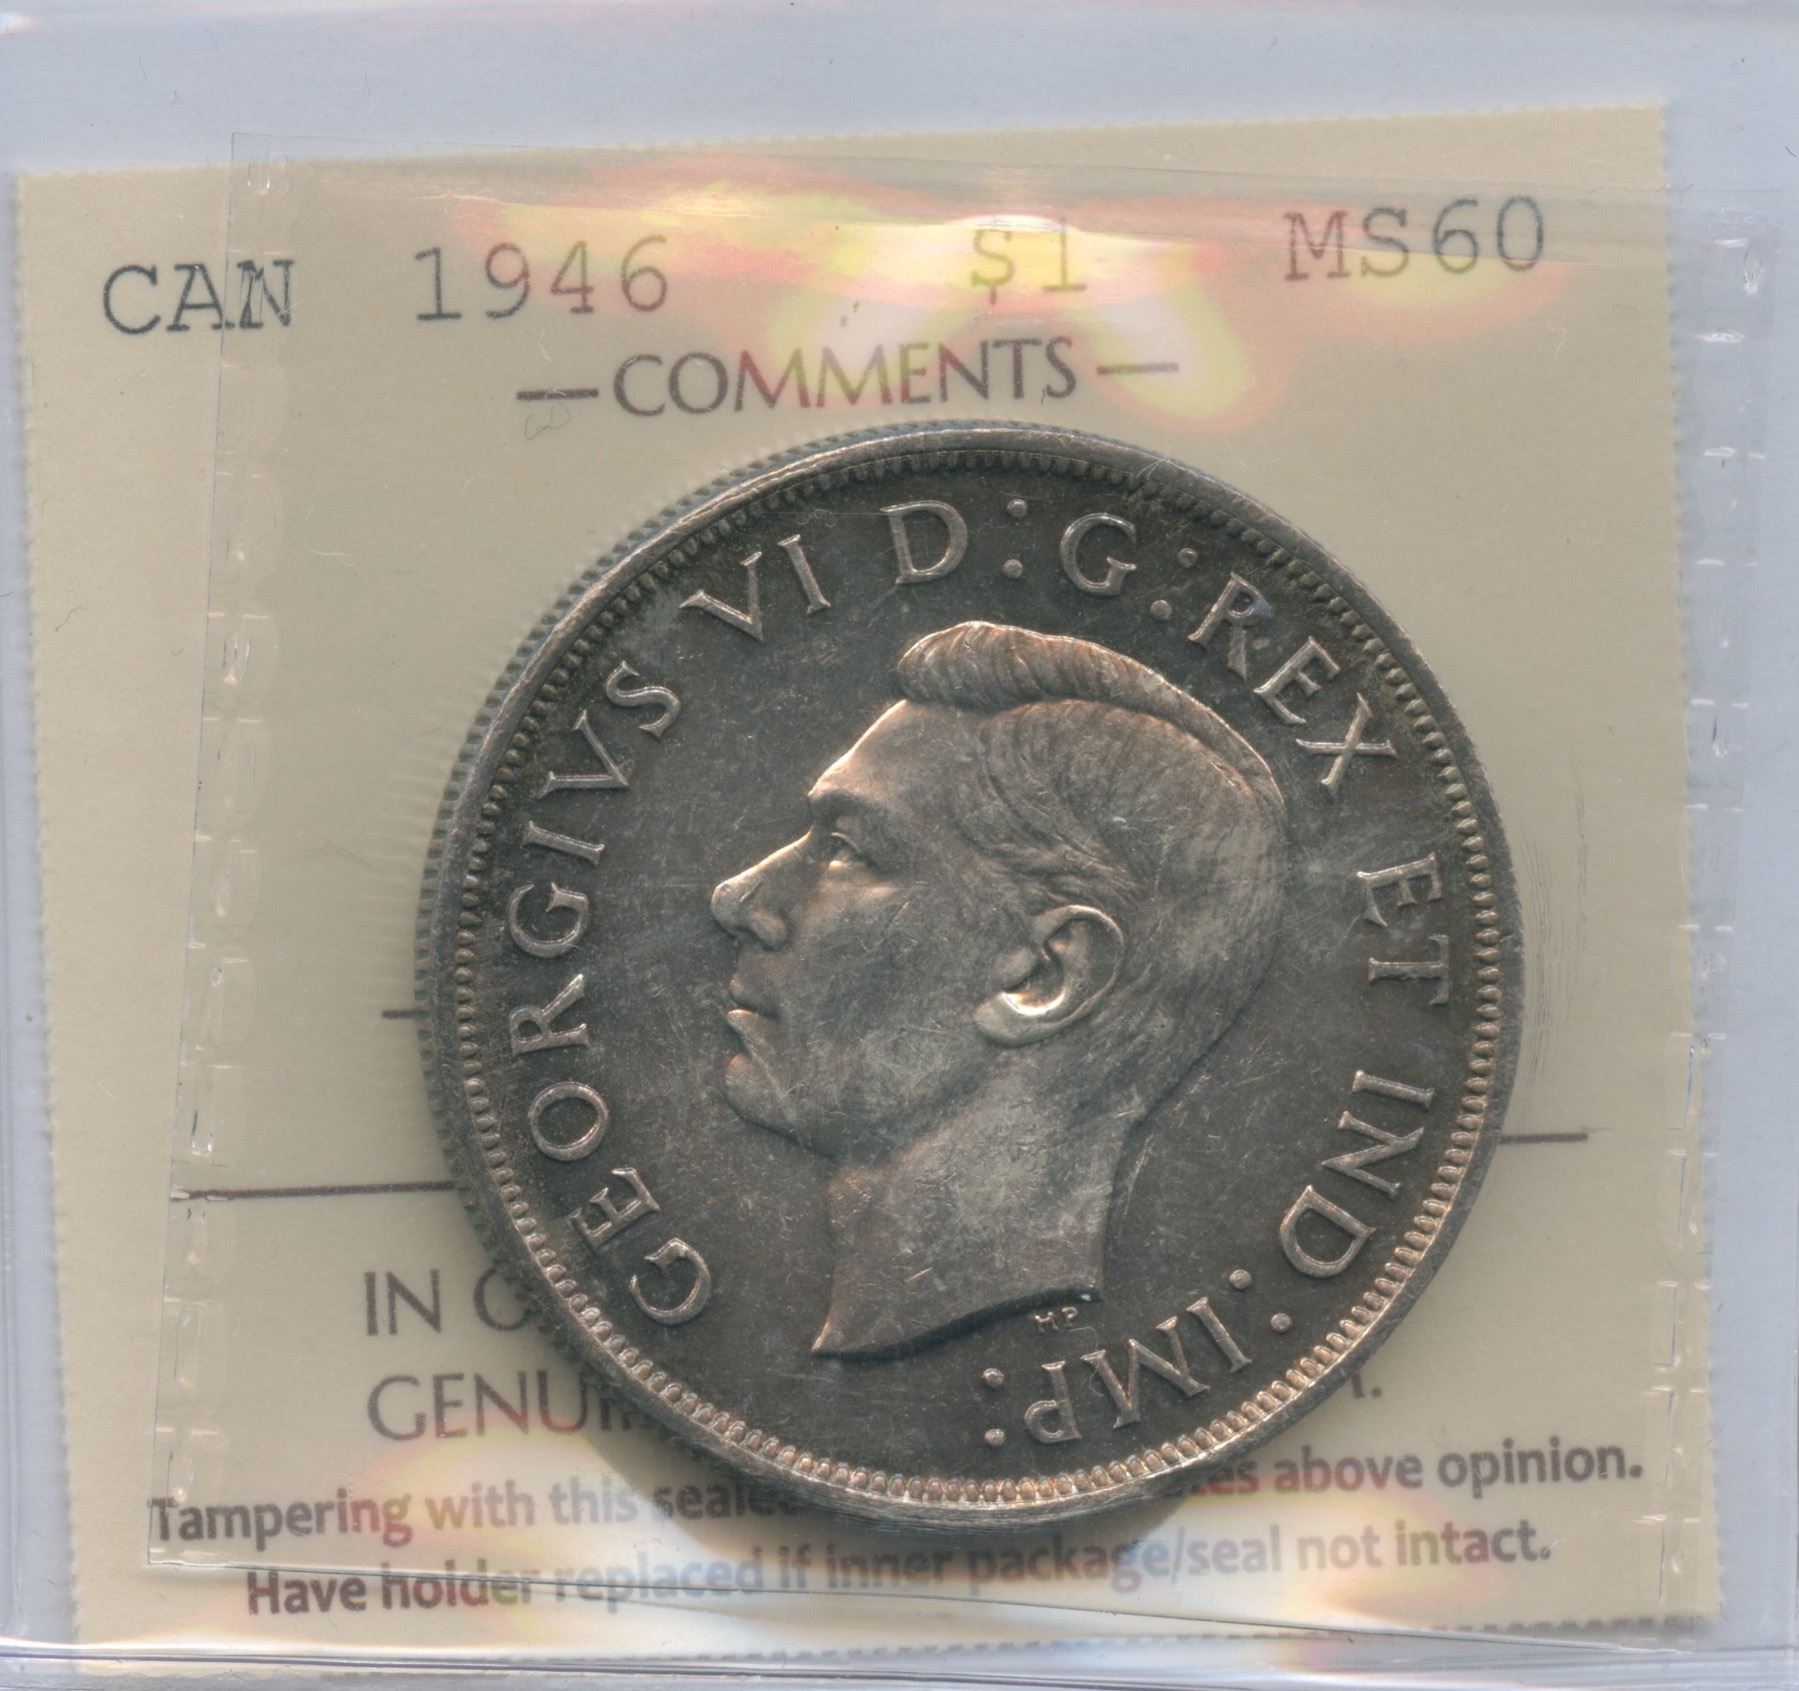 CAN 1946 $1 MS60
— COMMENTS —
GEORGIVS VI D:G:REX ET IND:IMP:
HP
IN
Tampering with this above opinion.
Have holder replaced if inner package/seal not intact.